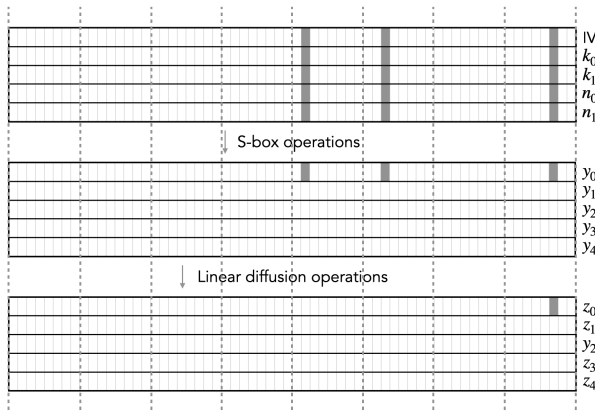 IV
k₀
k₁
n₀
n₁
S-box operations
y₀
y₁
y₂
y₃
y₄
Linear diffusion operations
z₀
z₁
y₂
z₃
z₄